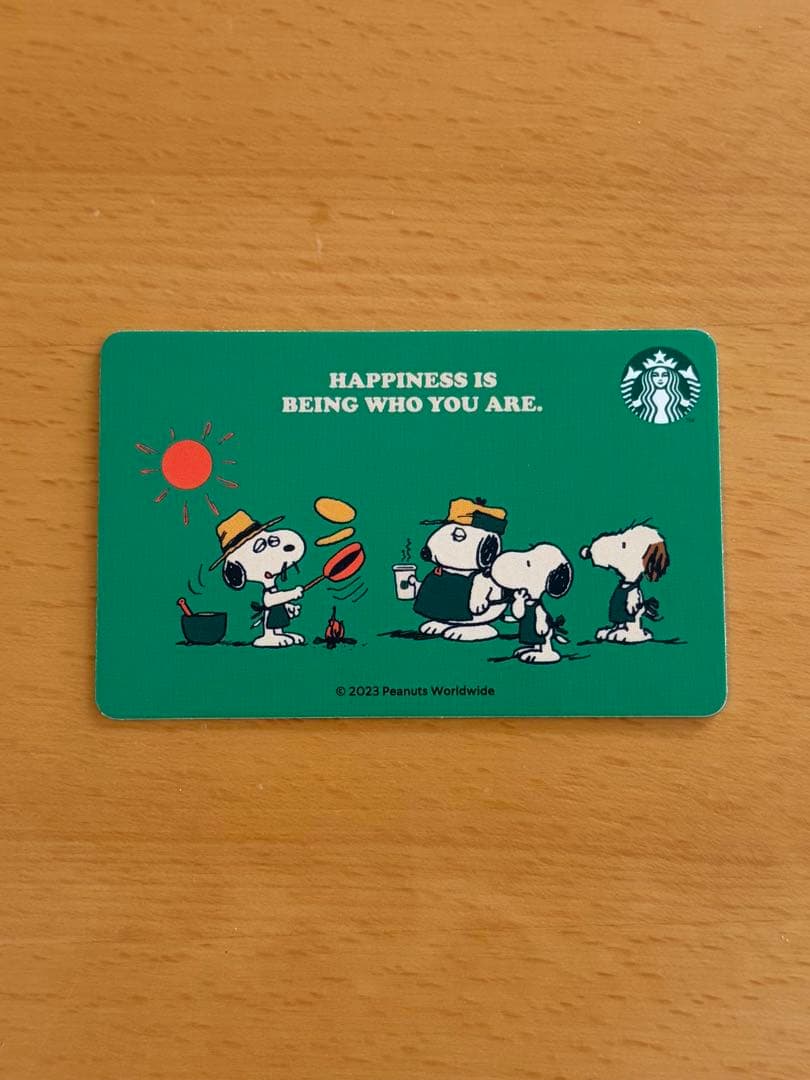 HAPPINESS IS
BEING WHO YOU ARE.
© 2023 Peanuts Worldwide